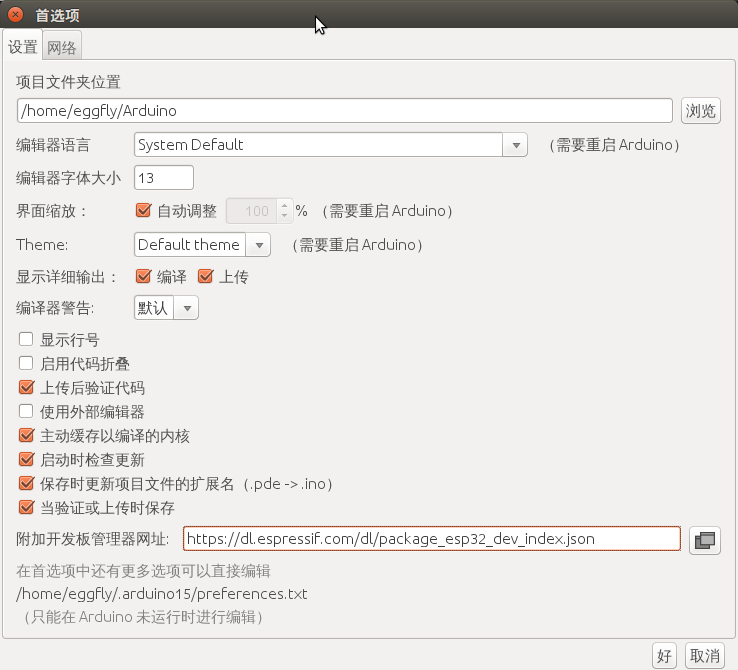 首选项
设置 网络
项目文件夹位置
/home/eggfly/Arduino 浏览
编辑器语言 System Default （需要重启 Arduino）
编辑器字体大小 13
界面缩放： 自动调整 100 % （需要重启 Arduino）
Theme: Default theme （需要重启 Arduino）
显示详细输出： 编译 上传
编译器警告: 默认
显示行号
启用代码折叠
上传后验证代码
使用外部编辑器
主动缓存以编译的内核
启动时检查更新
保存时更新项目文件的扩展名（.pde -> .ino）
当验证或上传时保存
附加开发板管理器网址: https://dl.espressif.com/dl/package_esp32_dev_index.json
在首选项中还有更多选项可以直接编辑
/home/eggfly/.arduino15/preferences.txt
（只能在 Arduino 未运行时进行编辑）
好 取消